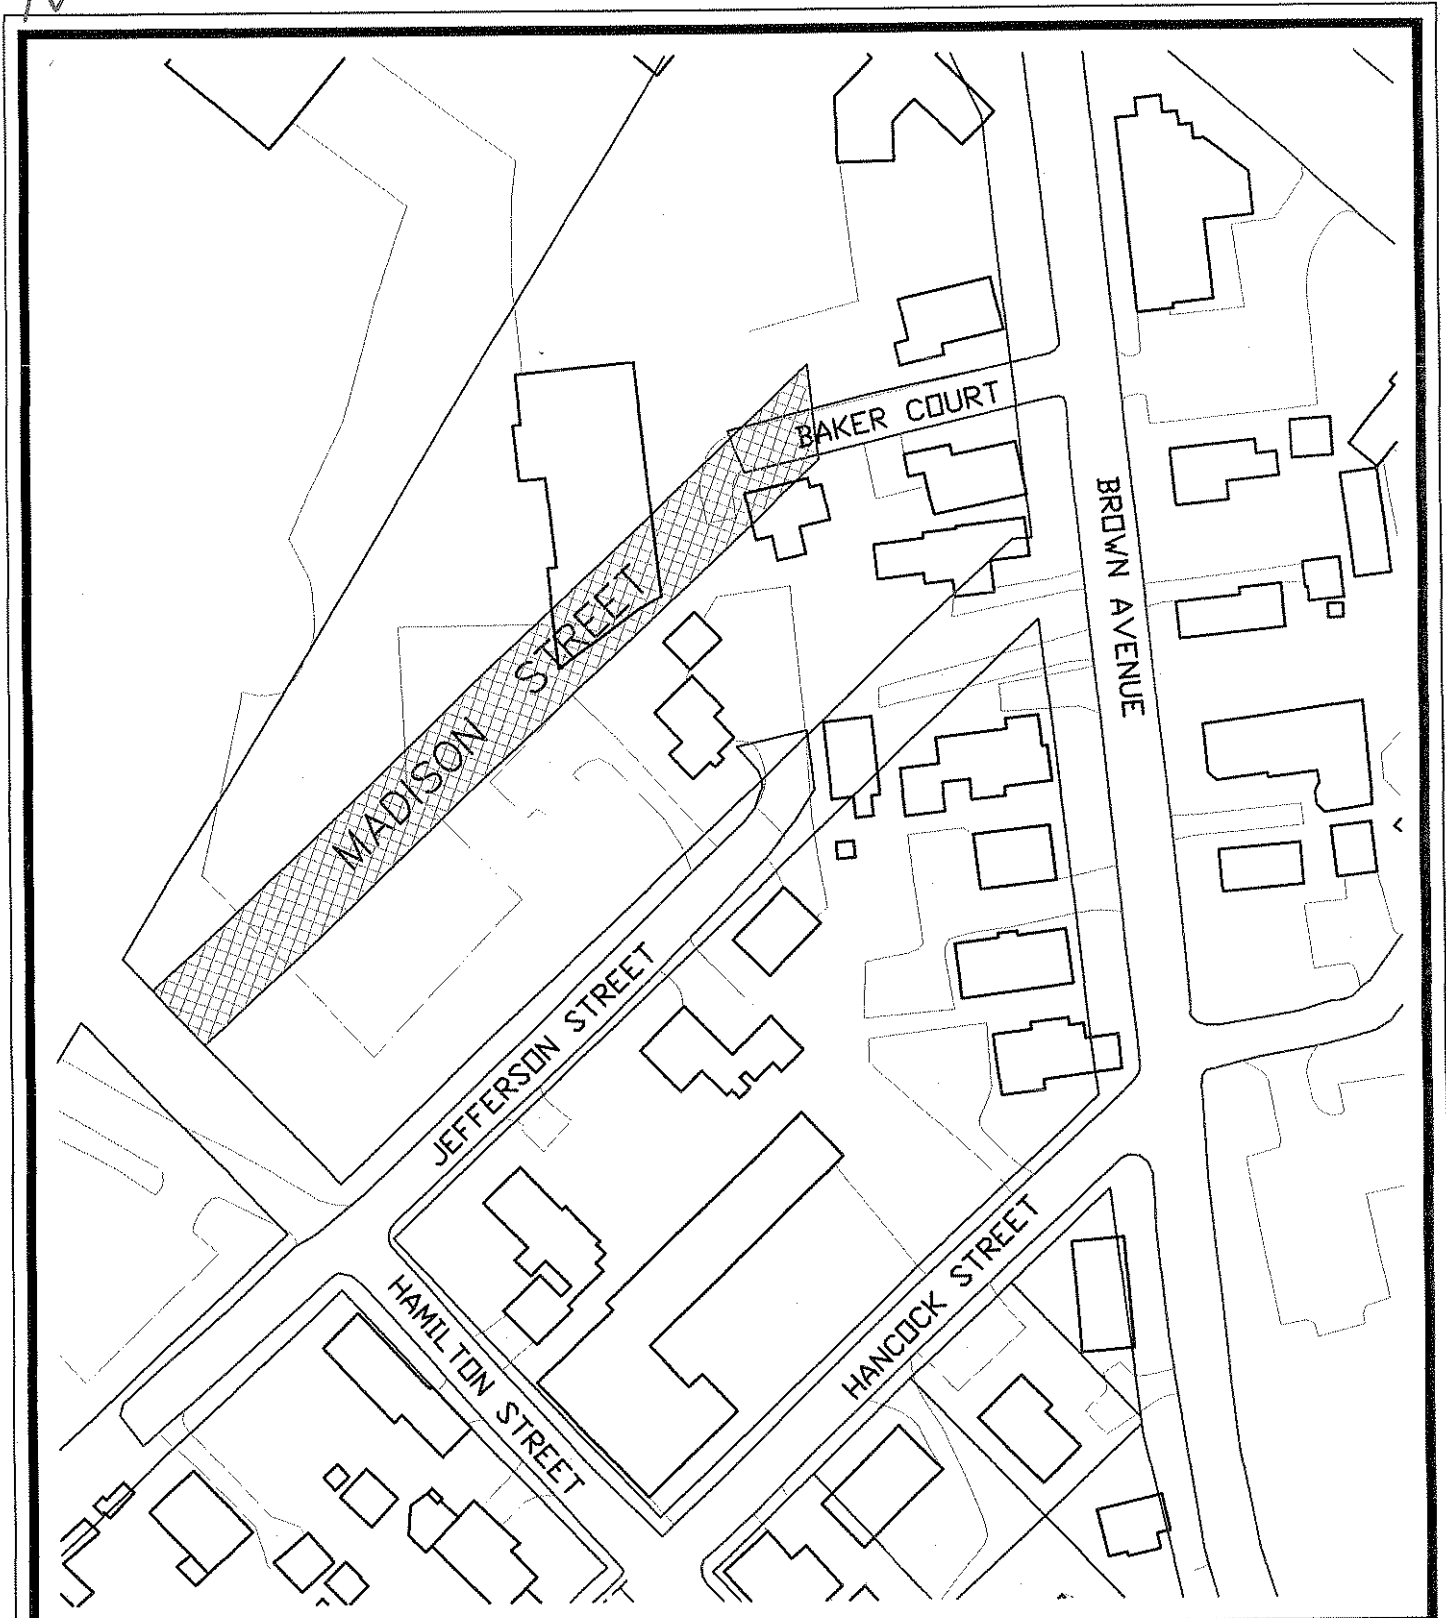 BAKER COURT
BROWN AVENUE
MADISON STREET
JEFFERSON STREET
HAMILTON STREET
HANCOCK STREET